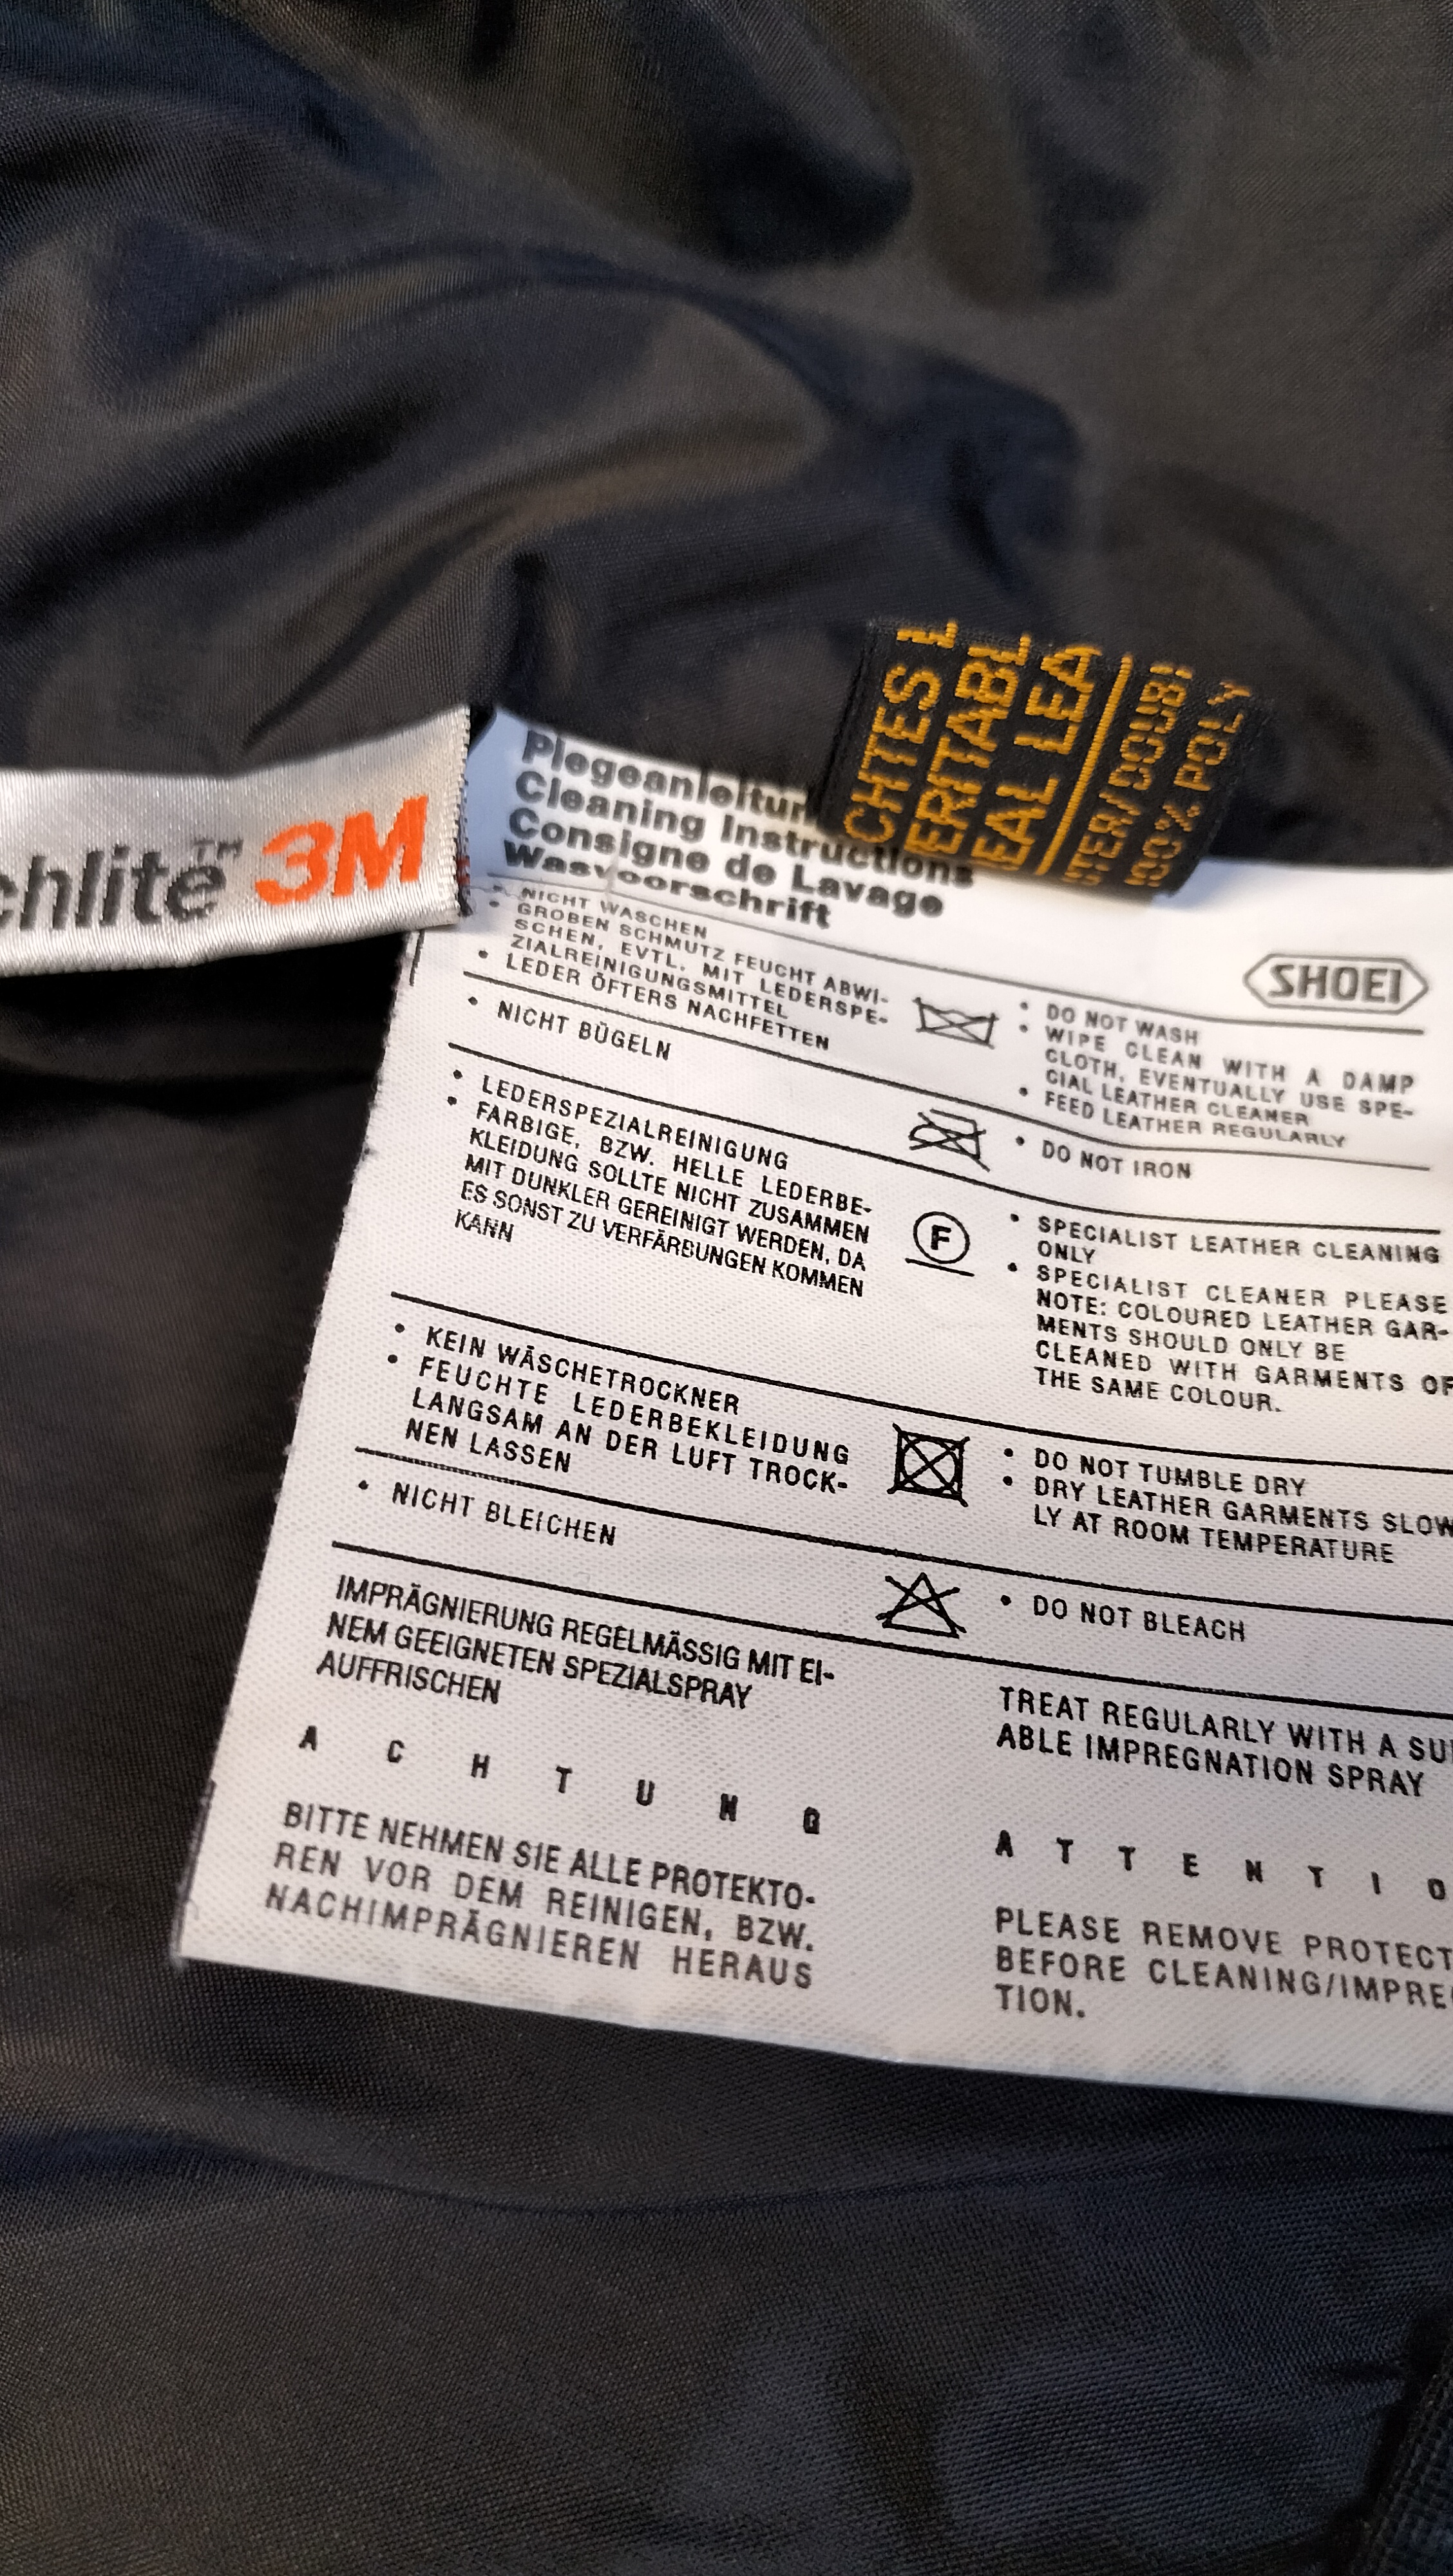 chlite™ 3M
CHTES L
ERITABL
EAL LEA
100% POLY
Plegeanleitun
Cleaning Instructions
Consigne de Lavage
Wasvoorschrift
SHOEI
• NICHT WASCHEN
• GROBEN SCHMUTZ FEUCHT ABWI-
SCHEN, EVTL. MIT LEDERSPE-
ZIALREINIGUNGSMITTEL
• LEDER ÖFTERS NACHFETTEN
• DO NOT WASH
• WIPE CLEAN WITH A DAMP
CLOTH, EVENTUALLY USE SPE-
CIAL LEATHER CLEANER
• FEED LEATHER REGULARLY
• NICHT BÜGELN
• DO NOT IRON
• LEDERSPEZIALREINIGUNG
• FARBIGE, BZW. HELLE LEDERBE-
KLEIDUNG SOLLTE NICHT ZUSAMMEN
MIT DUNKLER GEREINIGT WERDEN, DA
ES SONST ZU VERFÄRBUNGEN KOMMEN
KANN
F
• SPECIALIST LEATHER CLEANING
ONLY
• SPECIALIST CLEANER PLEASE
NOTE: COLOURED LEATHER GAR-
MENTS SHOULD ONLY BE
CLEANED WITH GARMENTS OF
THE SAME COLOUR.
• KEIN WÄSCHETROCKNER
• FEUCHTE LEDERBEKLEIDUNG
LANGSAM AN DER LUFT TROCK-
NEN LASSEN
• DO NOT TUMBLE DRY
• DRY LEATHER GARMENTS SLOW
LY AT ROOM TEMPERATURE
• NICHT BLEICHEN
• DO NOT BLEACH
IMPRÄGNIERUNG REGELMÄSSIG MIT EI-
NEM GEEIGNETEN SPEZIALSPRAY
AUFFRISCHEN
TREAT REGULARLY WITH A SU
ABLE IMPREGNATION SPRAY
A C H T U N G
BITTE NEHMEN SIE ALLE PROTEKTO-
REN VOR DEM REINIGEN, BZW.
NACHIMPRÄGNIEREN HERAUS
A T T E N T I O
PLEASE REMOVE PROTECT
BEFORE CLEANING/IMPRE
TION.